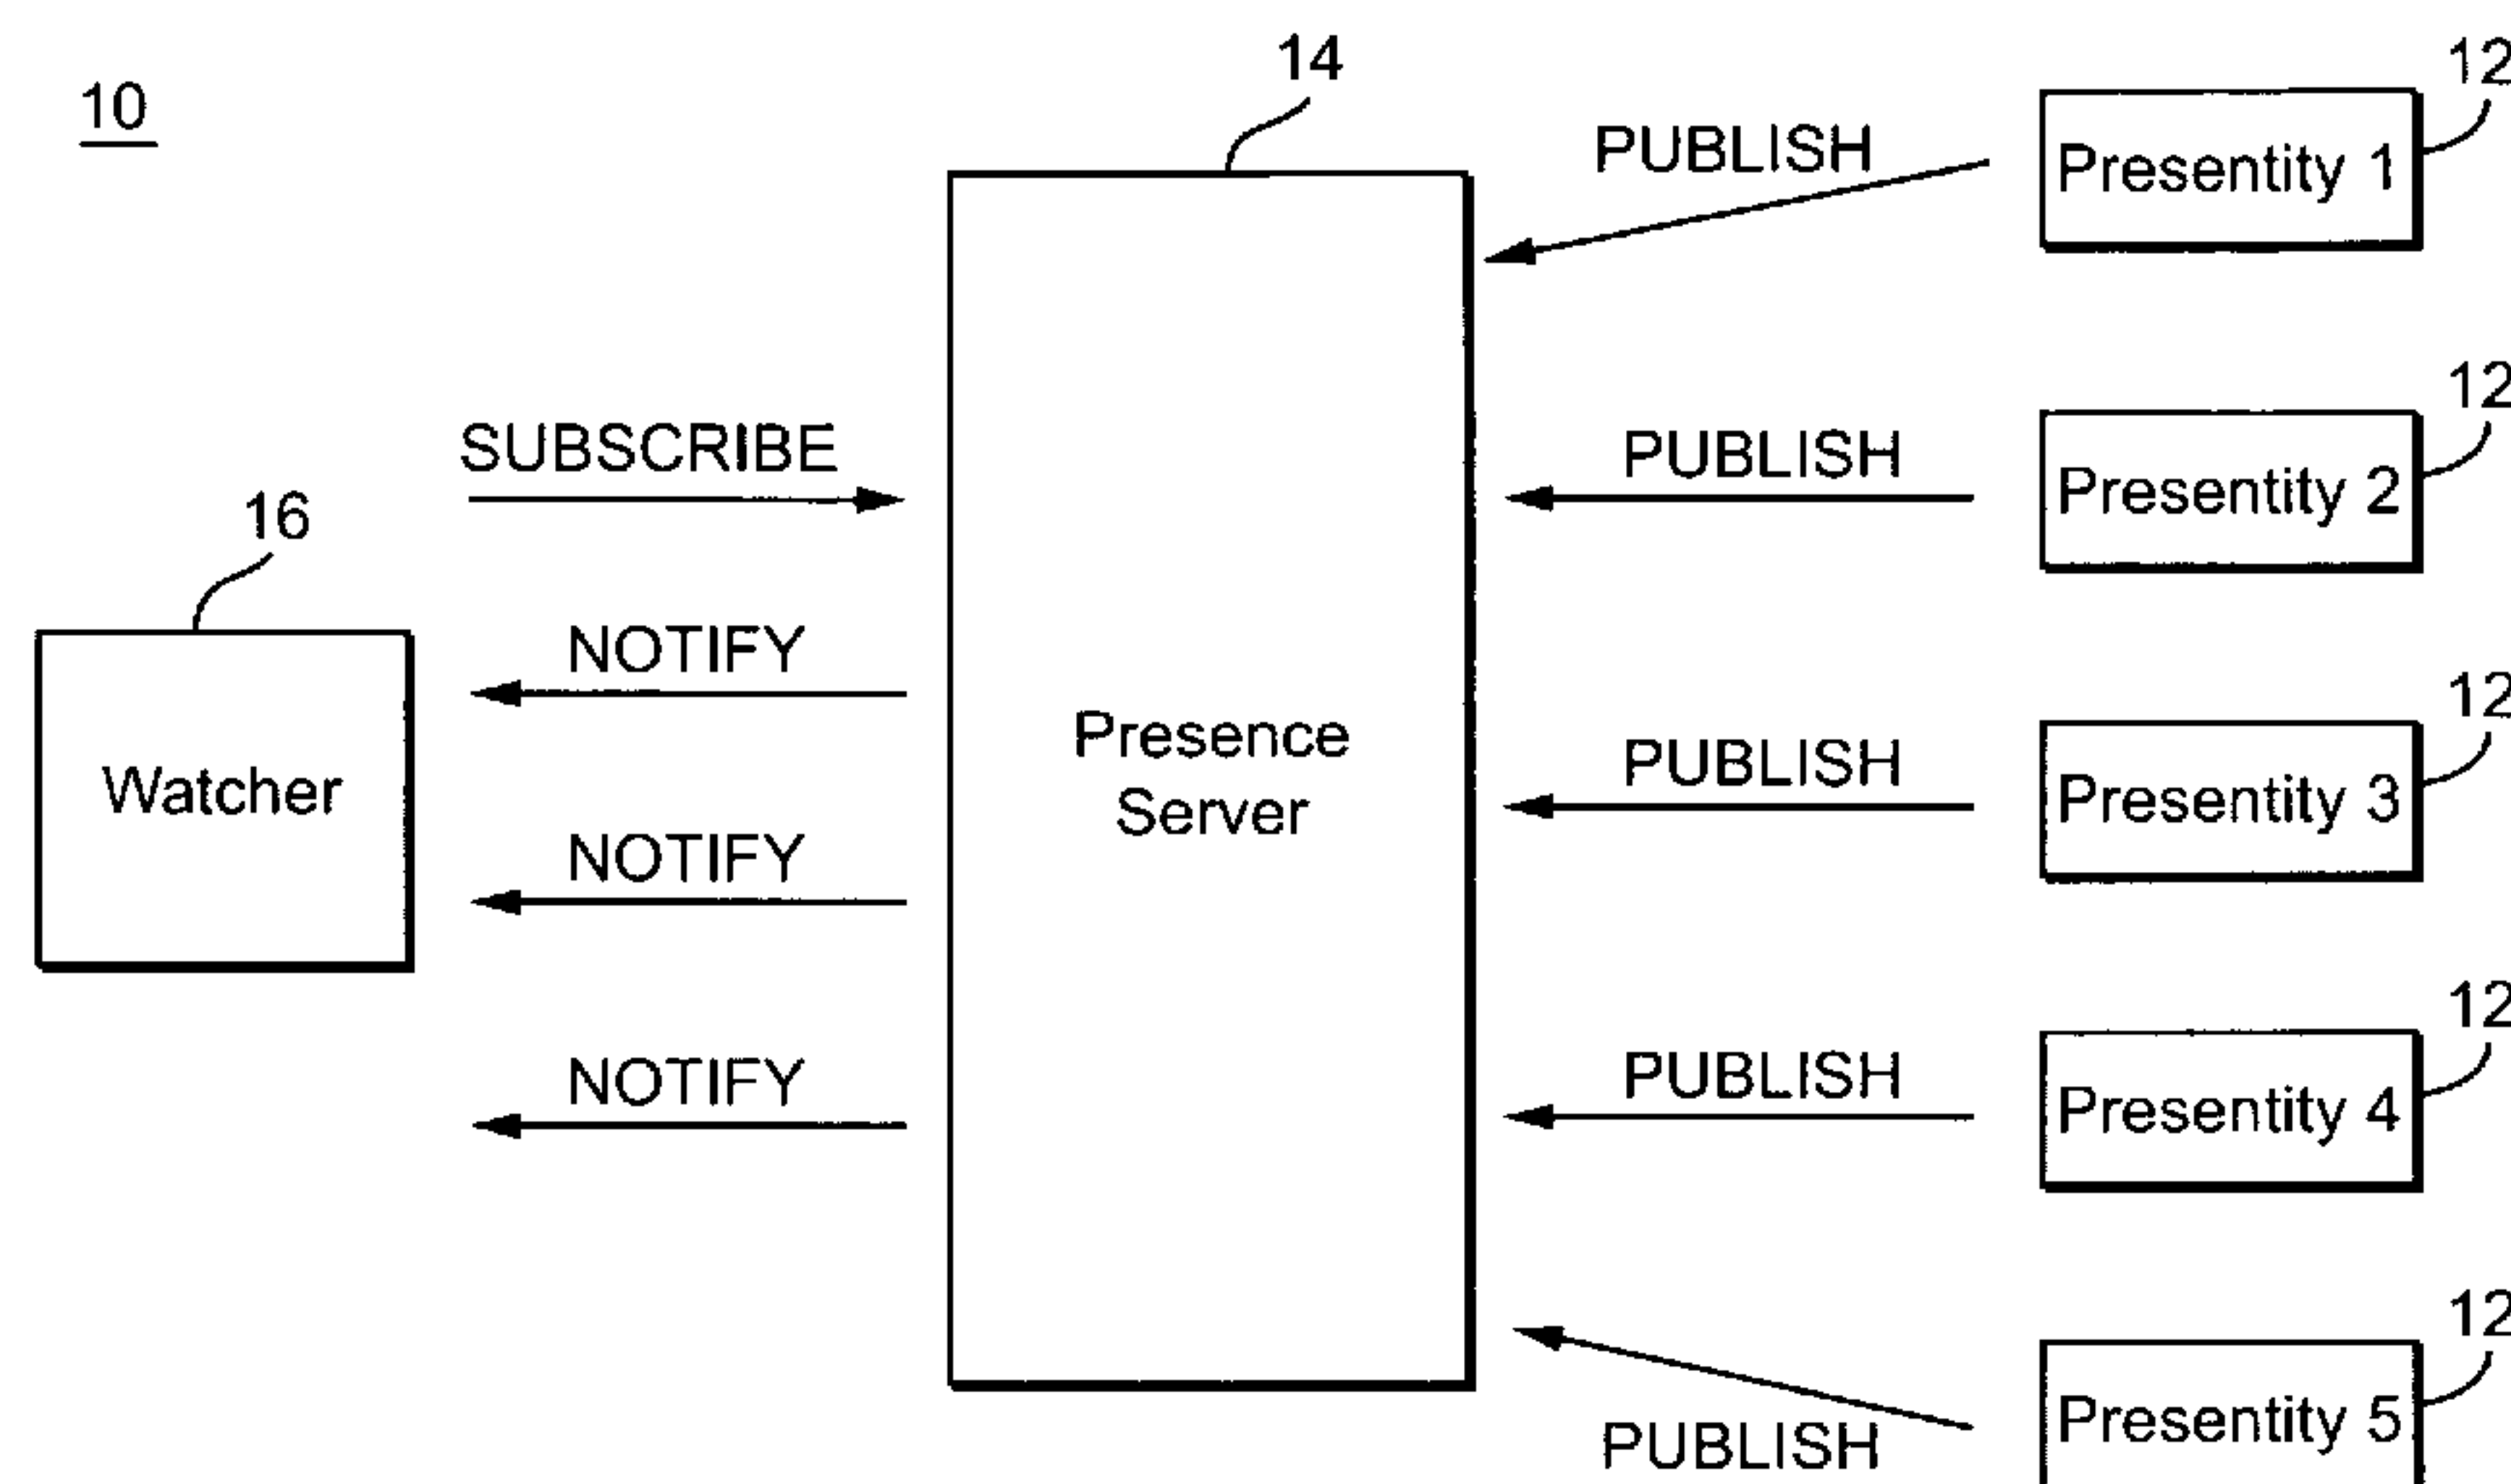 10
14
12
PUBLISH
Presentity 1
12
SUBSCRIBE
PUBLISH
Presentity 2
16
NOTIFY
12
Presence
Server
PUBLISH
Presentity 3
Watcher
NOTIFY
12
NOTIFY
PUBLISH
Presentity 4
12
PUBLISH
Presentity 5